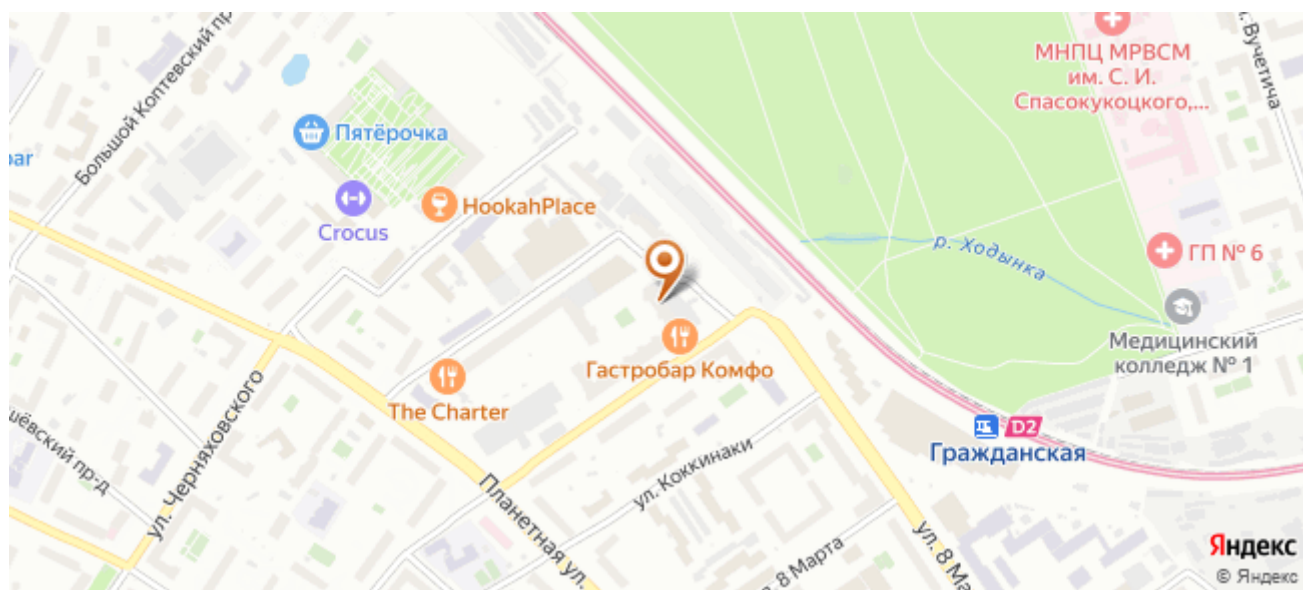 МНПЦ МРВСМ
им. С. И.
Спасокукоцкого,...
Вучетича
Большой Коптевский пр
Пятёрочка
Crocus
HookahPlace
р. Ходынка
ГП № 6
Медицинский
колледж № 1
Гастробар Комфо
The Charter
D2
Гражданская
ул. Черняховского
шёвский пр-д
ул. Коккинаки
Планетная ул.
8 Марта
ул. 8 Ма
Яндекс
© Яндекс